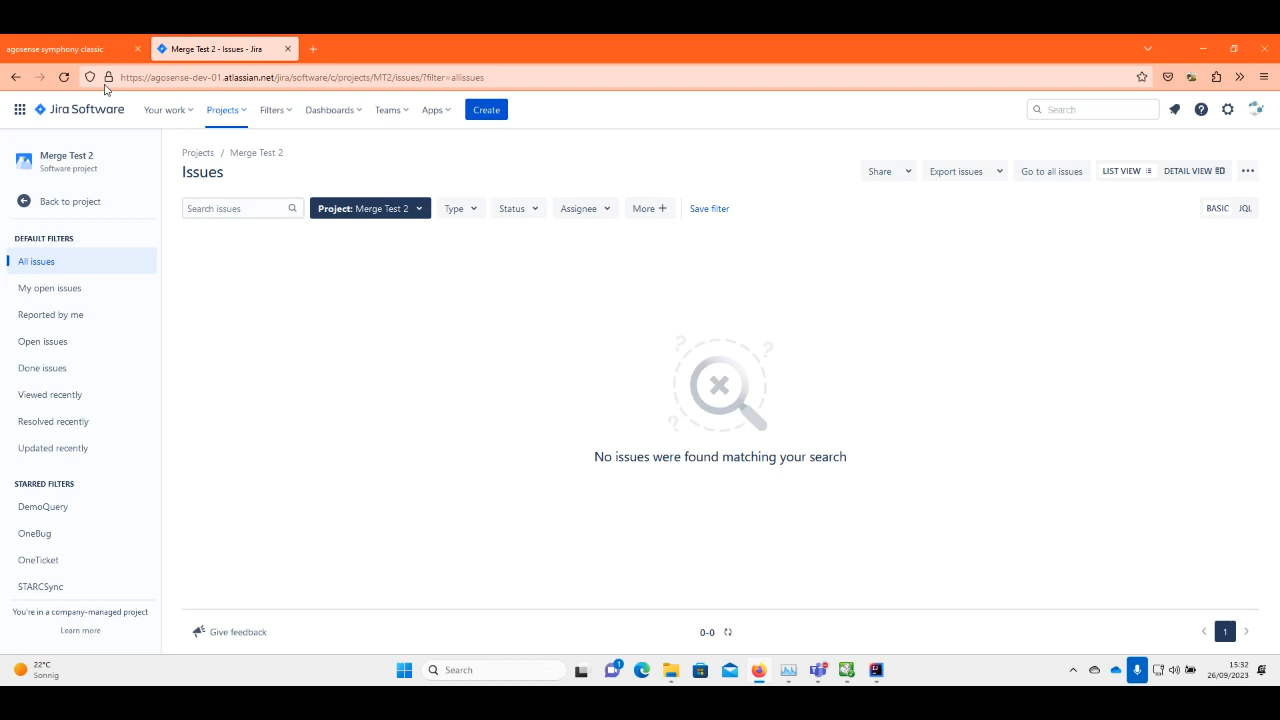 agosense symphony classic
Merge Test 2 - Issues - Jira
https://agosense-dev-01.atlassian.net/jira/software/c/projects/MT2/issues/?filter=allissues
Jira Software
Your work
Projects
Filters
Dashboards
Teams
Apps
Create
Search
Merge Test 2
Software project
Back to project
DEFAULT FILTERS
All issues
My open issues
Reported by me
Open issues
Done issues
Viewed recently
Resolved recently
Updated recently
STARRED FILTERS
DemoQuery
OneBug
OneTicket
STARCSync
You're in a company-managed project
Learn more
Projects / Merge Test 2
Issues
Share
Export issues
Go to all issues
LIST VIEW
DETAIL VIEW
Search issues
Project: Merge Test 2
Type
Status
Assignee
More +
Save filter
BASIC
JQL
? ?
?
No issues were found matching your search
Give feedback
0-0
1
22°C
Sonnig
Search
1
15:32
26/09/2023